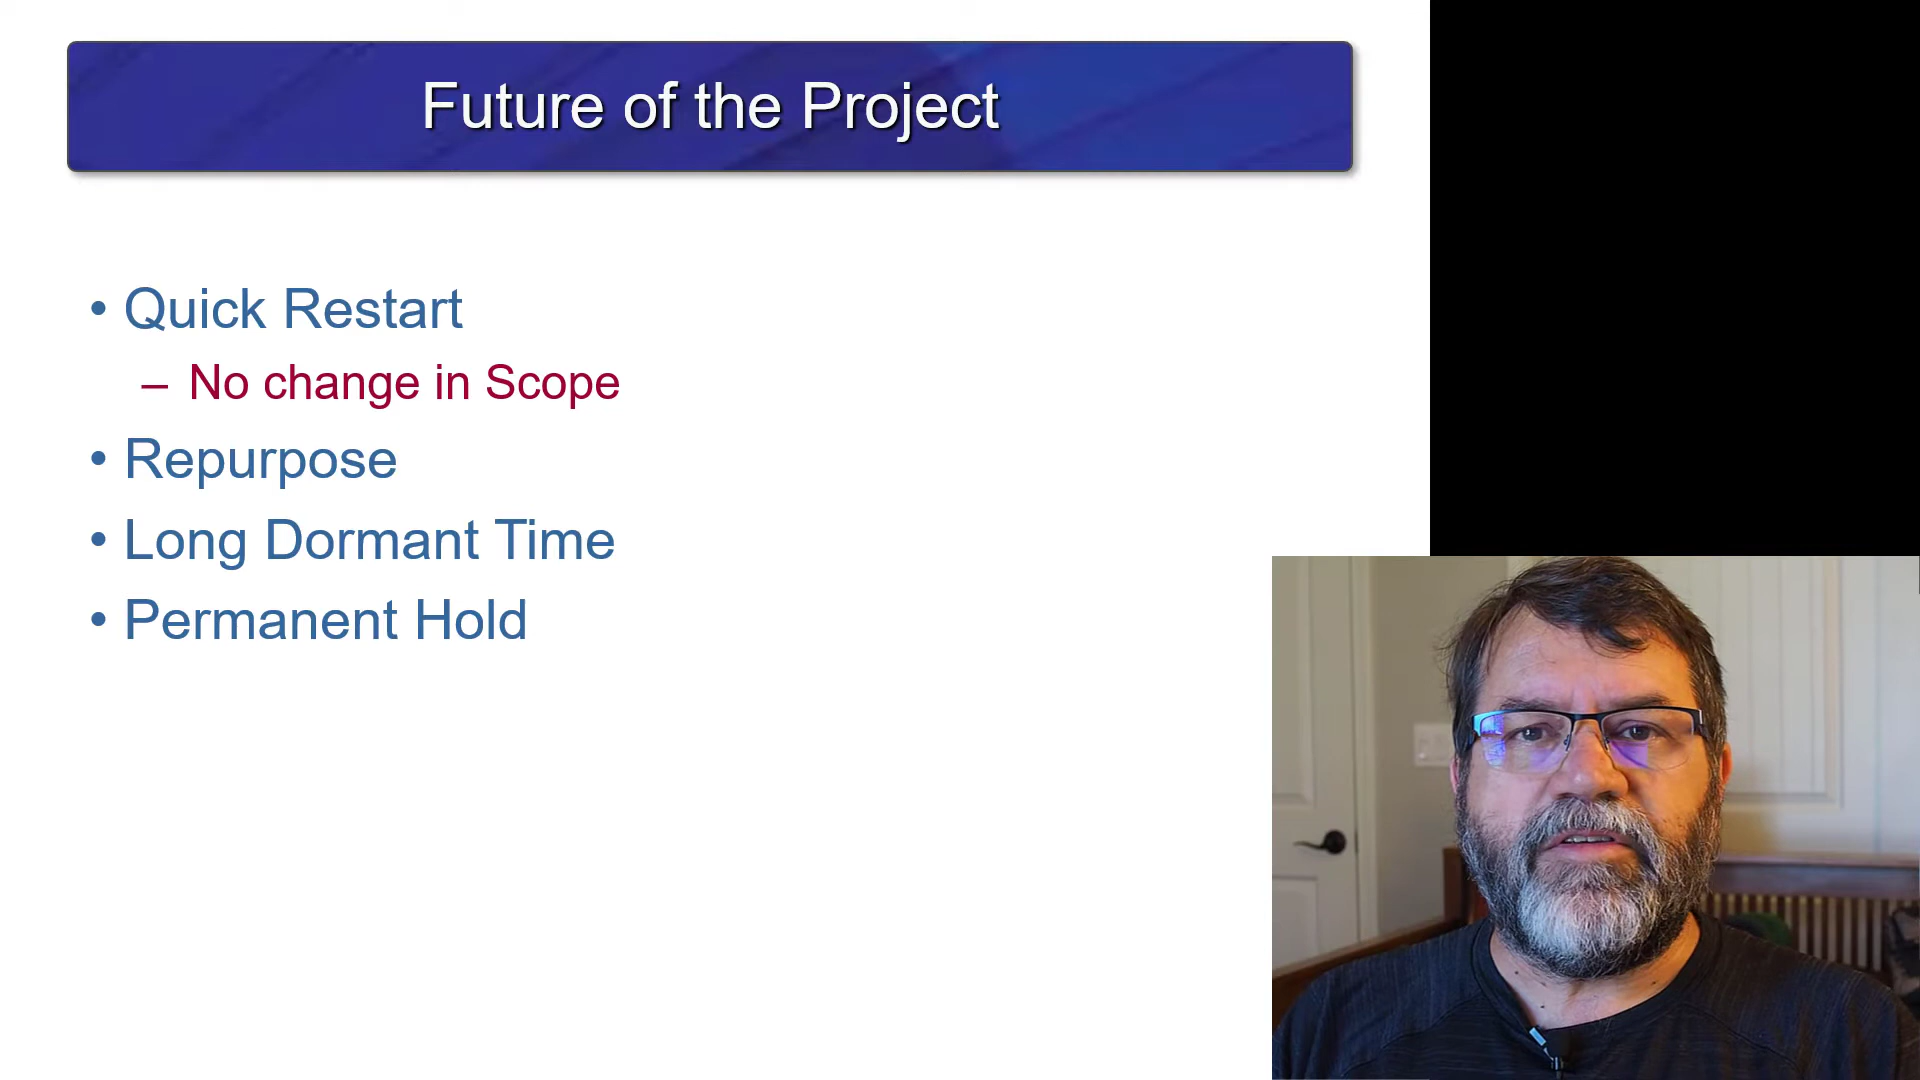 Future of the Project
• Quick Restart
– No change in Scope
• Repurpose
• Long Dormant Time
• Permanent Hold